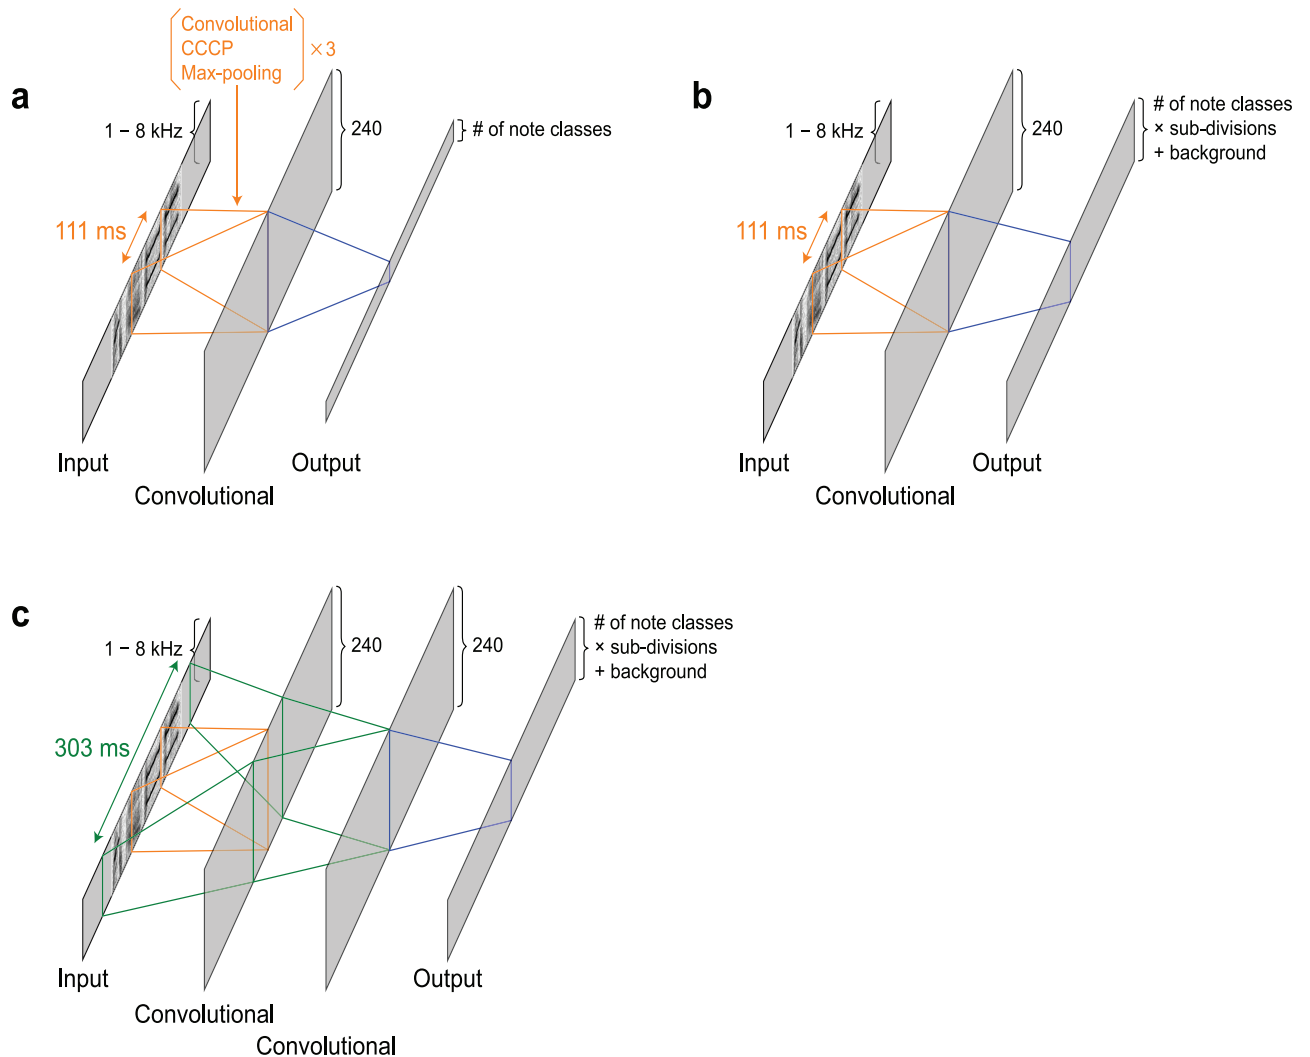 a
Convolutional
CCCP
Max-pooling
×3
1 – 8 kHz
240
# of note classes
111 ms
Input
Convolutional
Output
b
1 – 8 kHz
240
# of note classes
× sub-divisions
+ background
111 ms
Input
Convolutional
Output
c
1 – 8 kHz
240
240
# of note classes
× sub-divisions
+ background
303 ms
Input
Convolutional
Convolutional
Output